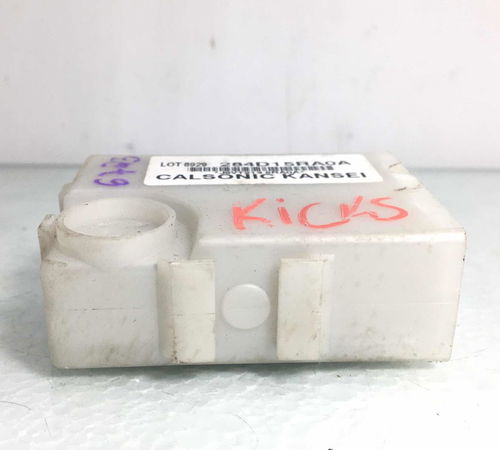 LOT 8929 284D15RA0A
CALSONIC KANSEI
KiCKS